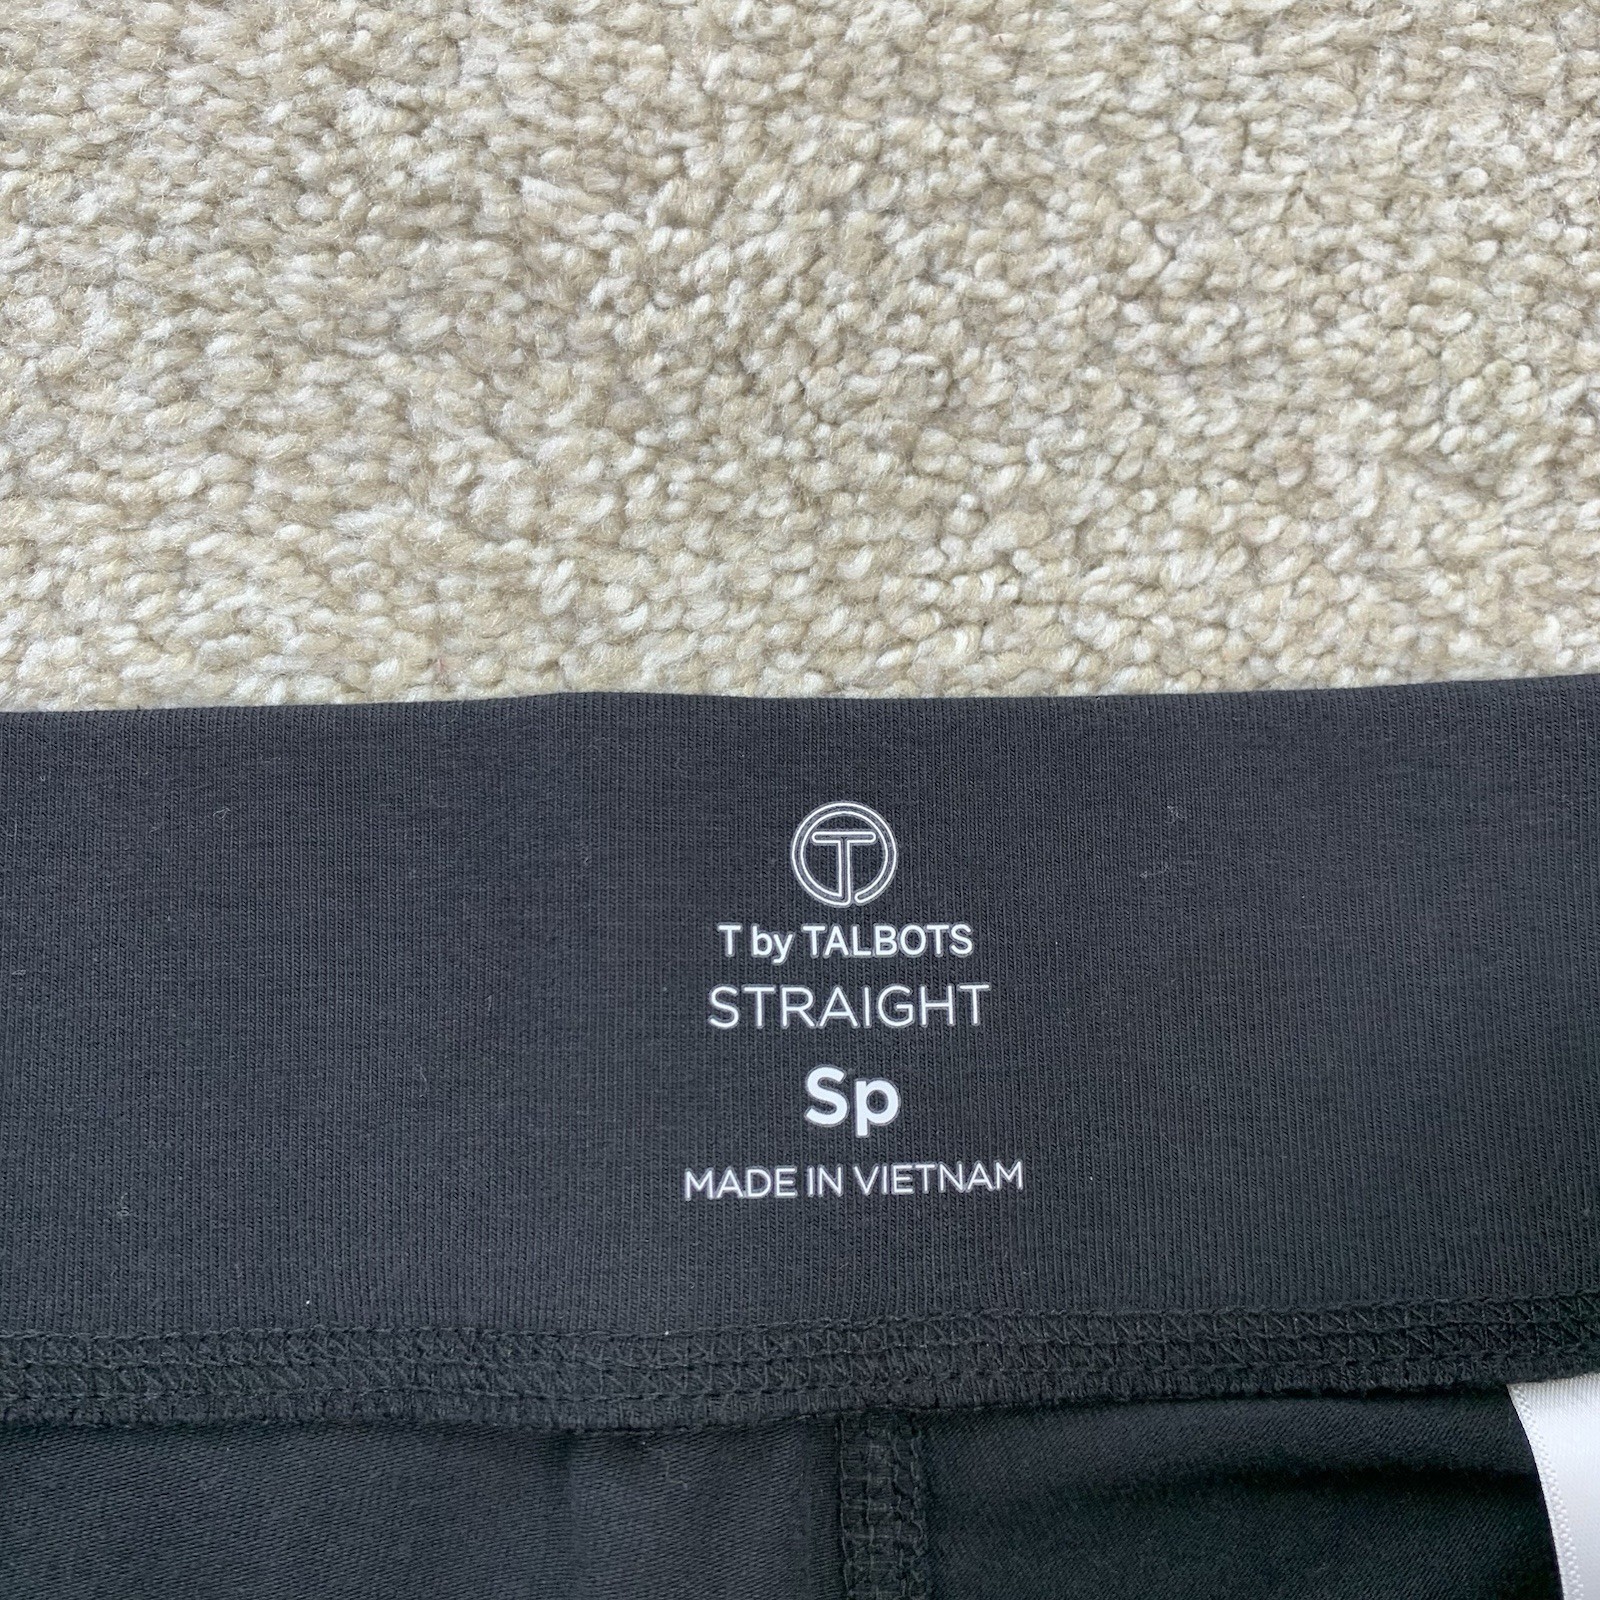 T
T by TALBOTS
STRAIGHT
Sp
MADE IN VIETNAM